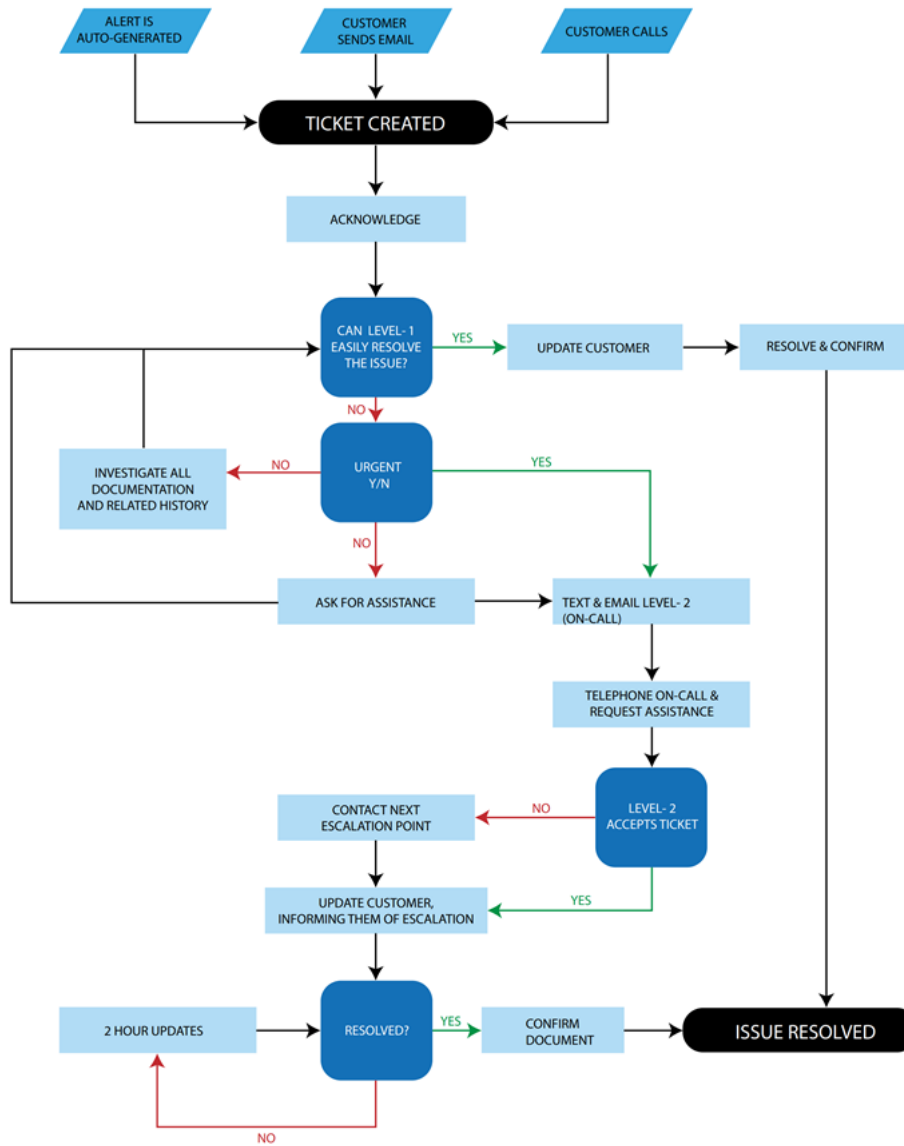 ALERT IS
AUTO-GENERATED
CUSTOMER
SENDS EMAIL
CUSTOMER CALLS
TICKET CREATED
ACKNOWLEDGE
CAN LEVEL- 1
EASILY RESOLVE
THE ISSUE?
YES
UPDATE CUSTOMER
RESOLVE & CONFIRM
NO
URGENT
Y/N
NO
YES
INVESTIGATE ALL
DOCUMENTATION
AND RELATED HISTORY
NO
ASK FOR ASSISTANCE
TEXT & EMAIL LEVEL- 2
(ON-CALL)
TELEPHONE ON-CALL &
REQUEST ASSISTANCE
LEVEL- 2
ACCEPTS TICKET
NO
CONTACT NEXT
ESCALATION POINT
YES
UPDATE CUSTOMER,
INFORMING THEM OF ESCALATION
2 HOUR UPDATES
RESOLVED?
YES
CONFIRM
DOCUMENT
ISSUE RESOLVED
NO